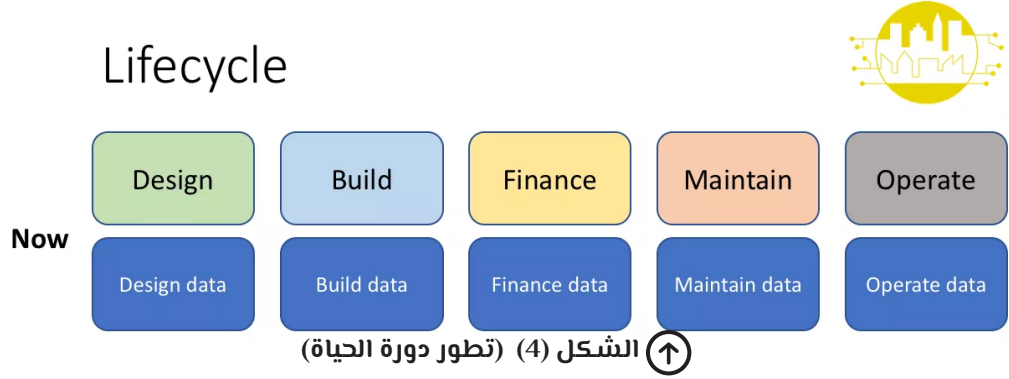 Lifecycle
Design Build Finance Maintain Operate
Now
Design data Build data Finance data Maintain data Operate data
الشكل (4) (تطور دورة الحياة)